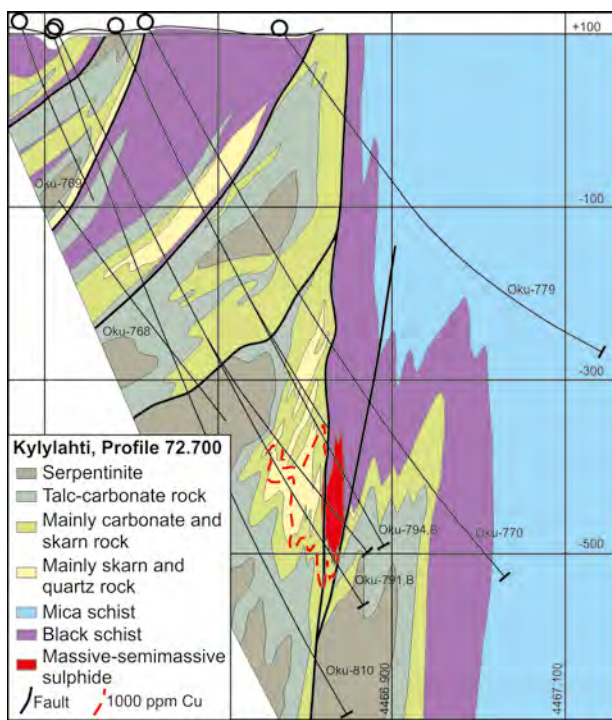 +100
Oku-769
-100
Oku-779
Oku-768
-300
Kylylahti, Profile 72.700
Serpentinite
Talc-carbonate rock
Mainly carbonate and
skarn rock
Mainly skarn and
quartz rock
Mica schist
Black schist
Massive-semimassive
sulphide
Fault
1000 ppm Cu
Oku-794,B
Oku-770
-500
Oku-791,B
Oku-810
4466.900
4467.100